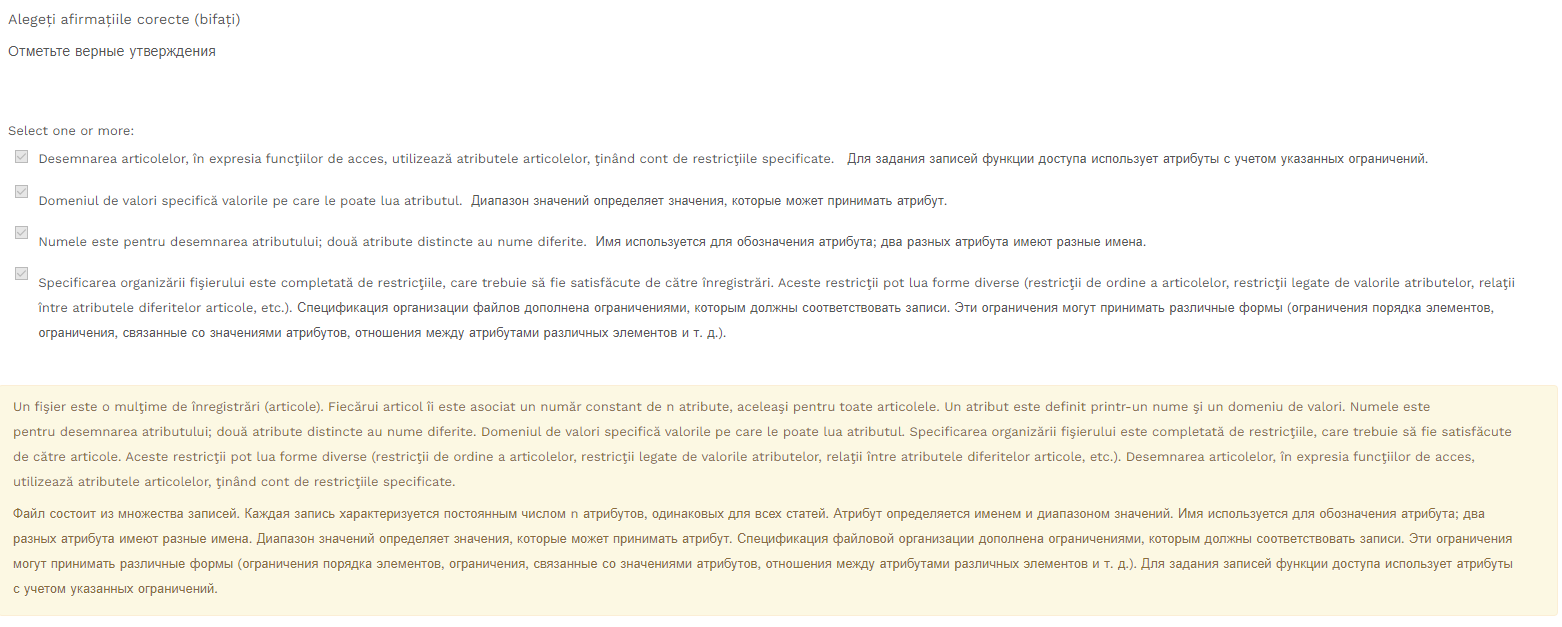 Alegeți afirmațiile corecte (bifați)
Отметьте верные утверждения
Select one or more:
Desemnarea articolelor, în expresia funcţiilor de acces, utilizează atributele articolelor, ţinând cont de restricţiile specificate. Для задания записей функции доступа использует атрибуты с учетом указанных ограничений.
Domeniul de valori specifică valorile pe care le poate lua atributul. Диапазон значений определяет значения, которые может принимать атрибут.
Numele este pentru desemnarea atributului; două atribute distincte au nume diferite. Имя используется для обозначения атрибута; два разных атрибута имеют разные имена.
Specificarea organizării fişierului este completată de restricţiile, care trebuie să fie satisfăcute de către înregistrări. Aceste restricţii pot lua forme diverse (restricţii de ordine a articolelor, restricţii legate de valorile atributelor, relaţii
între atributele diferitelor articole, etc.). Спецификация организации файлов дополнена ограничениями, которым должны соответствовать записи. Эти ограничения могут принимать различные формы (ограничения порядка элементов,
ограничения, связанные со значениями атрибутов, отношения между атрибутами различных элементов и т. д.).
Un fişier este o mulţime de înregistrări (articole). Fiecărui articol îi este asociat un număr constant de n atribute, aceleaşi pentru toate articolele. Un atribut este definit printr-un nume şi un domeniu de valori. Numele este
pentru desemnarea atributului; două atribute distincte au nume diferite. Domeniul de valori specifică valorile pe care le poate lua atributul. Specificarea organizării fişierului este completată de restricţiile, care trebuie să fie satisfăcute
de către articole. Aceste restricţii pot lua forme diverse (restricţii de ordine a articolelor, restricţii legate de valorile atributelor, relaţii între atributele diferitelor articole, etc.). Desemnarea articolelor, în expresia funcţiilor de acces,
utilizează atributele articolelor, ţinând cont de restricţiile specificate.
Файл состоит из множества записей. Каждая запись характеризуется постоянным числом n атрибутов, одинаковых для всех статей. Атрибут определяется именем и диапазоном значений. Имя используется для обозначения атрибута; два
разных атрибута имеют разные имена. Диапазон значений определяет значения, которые может принимать атрибут. Спецификация файловой организации дополнена ограничениями, которым должны соответствовать записи. Эти ограничения
могут принимать различные формы (ограничения порядка элементов, ограничения, связанные со значениями атрибутов, отношения между атрибутами различных элементов и т. д.). Для задания записей функции доступа использует атрибуты
с учетом указанных ограничений.